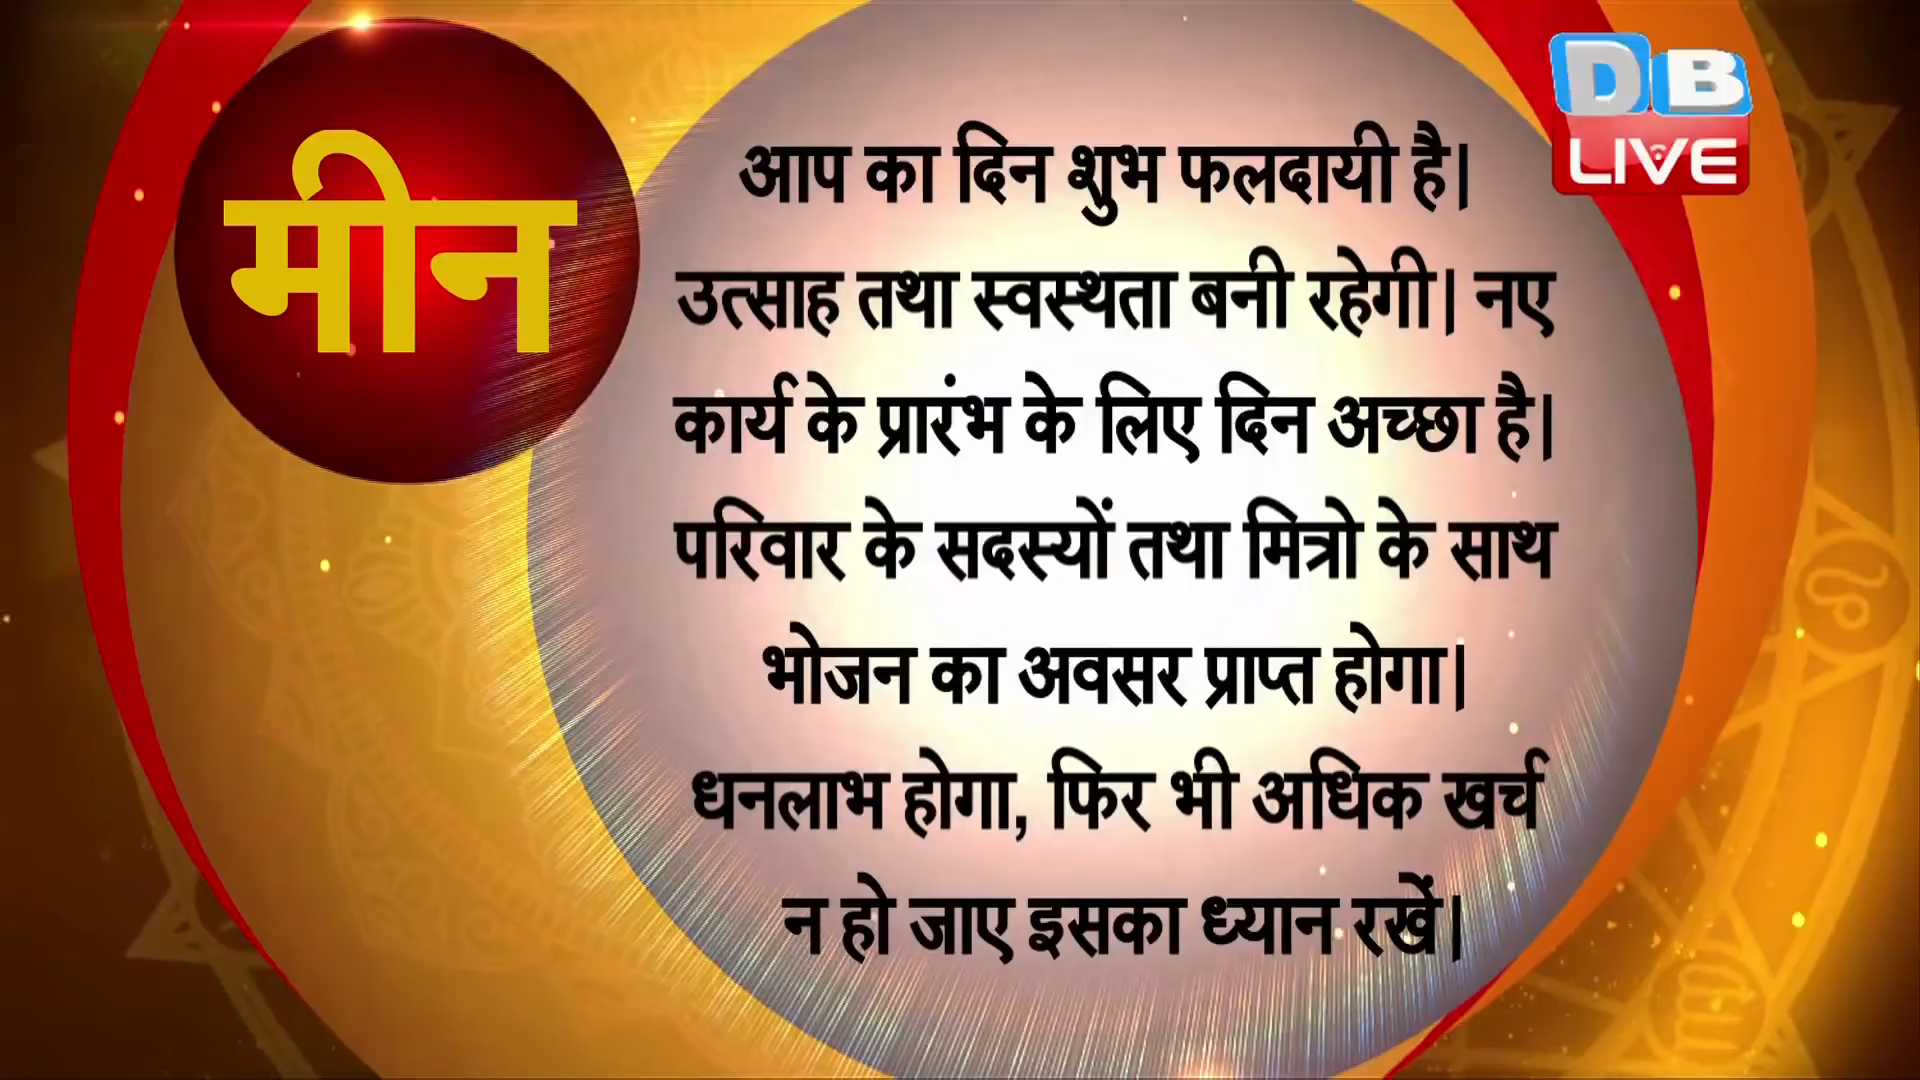 मीन
DB
LIVE
आप का दिन शुभ फलदायी है|
उत्साह तथा स्वस्थता बनी रहेगी| नए
कार्य के प्रारंभ के लिए दिन अच्छा है|
परिवार के सदस्यों तथा मित्रो के साथ
भोजन का अवसर प्राप्त होगा|
धनलाभ होगा, फिर भी अधिक खर्च
न हो जाए इसका ध्यान रखें|